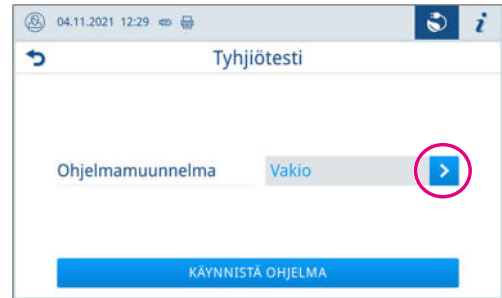 04.11.2021 12:29
Tyhjiötesti
Ohjelmamuunnelma Vakio
KÄYNNISTÄ OHJELMA